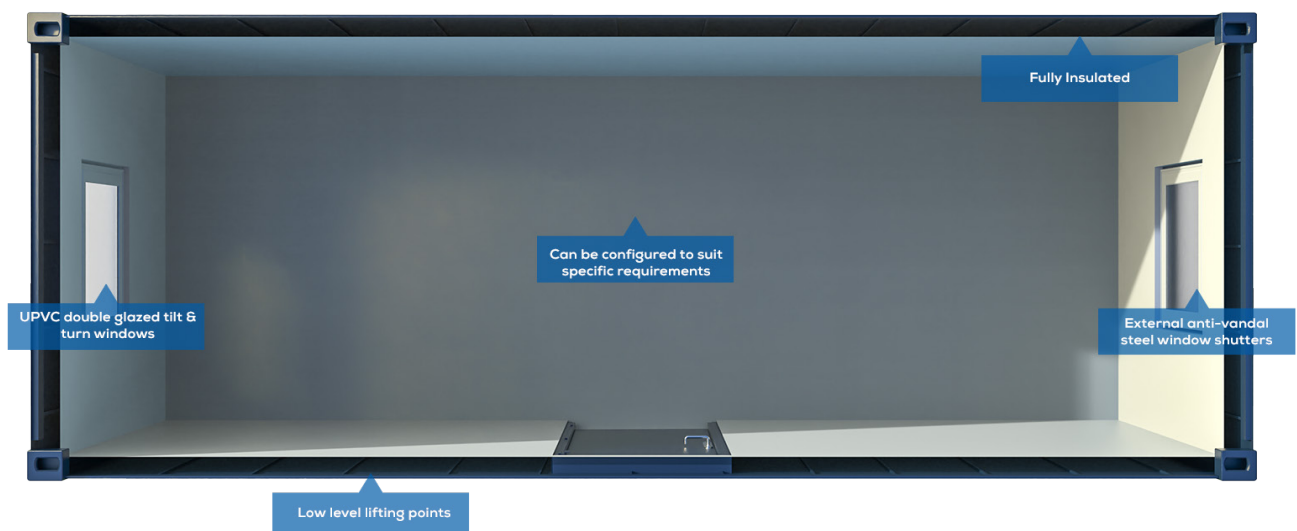 Fully Insulated
Can be configured to suit
specific requirements
UPVC double glazed tilt &
turn windows
External anti-vandal
steel window shutters
Low level lifting points